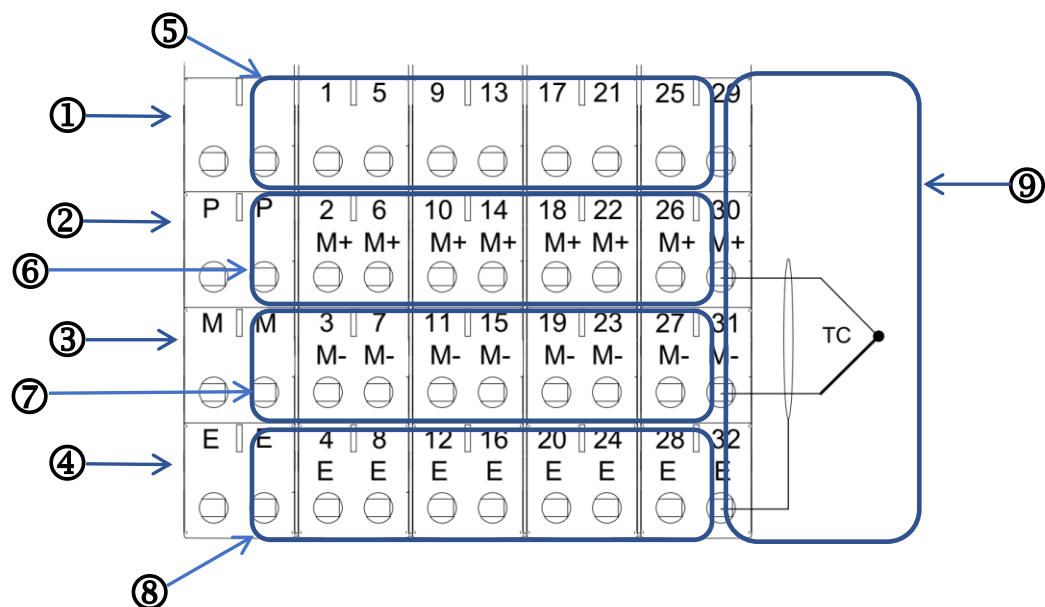 ⑤
1 5 9 13 17 21 25 29
①
⑨
②
P P 2 6 10 14 18 22 26 30
M+ M+ M+ M+ M+ M+ M+ M+
⑥
③
M M 3 7 11 15 19 23 27 31
TC
M- M- M- M- M- M- M- M-
⑦
E E 4 8 12 16 20 24 28 32
④
E E E E E E E E
⑧